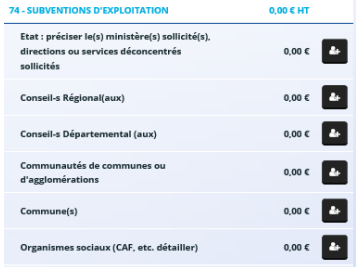 74 - SUBVENTIONS D'EXPLOITATION 0,00 € HT
Etat : préciser le(s) ministère(s) sollicité(s),
directions ou services déconcentrés 0,00 €
sollicités
Conseil-s Régional(aux) 0,00 €
Conseil-s Départemental (aux) 0,00 €
Communautés de communes ou
d'agglomérations 0,00 €
Commune(s) 0,00 €
Organismes sociaux (CAF, etc. détailler) 0,00 €